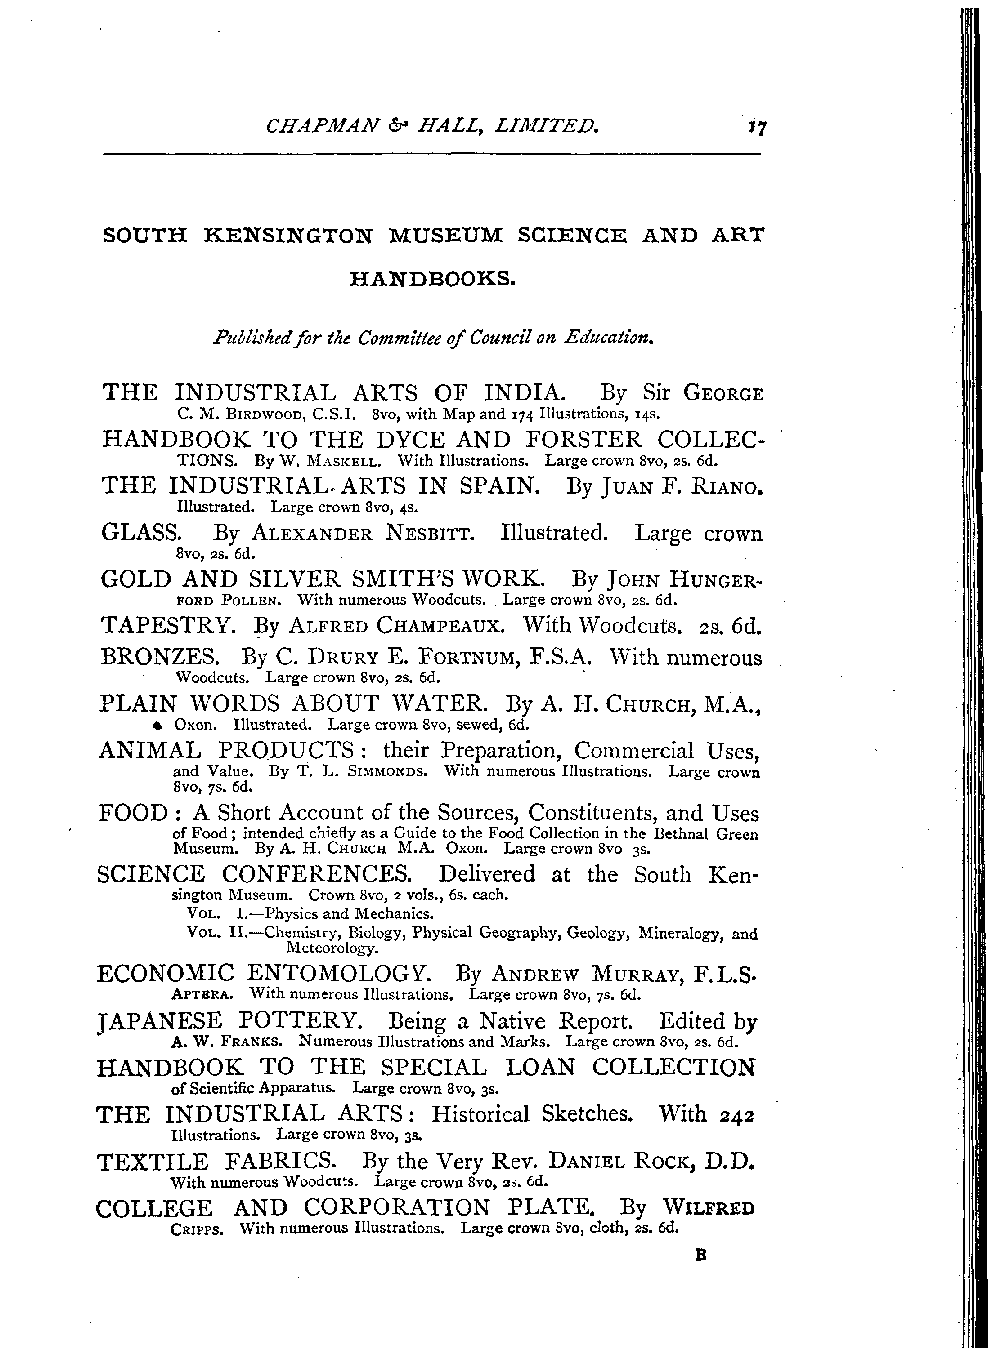 CHAPMAN & HALL, LIMITED. 17
SOUTH KENSINGTON MUSEUM SCIENCE AND ART
HANDBOOKS.
Published for the Committee of Council on Education.
THE INDUSTRIAL ARTS OF INDIA. By Sir GEORGE
C. M. BIRDWOOD, C.S.I. 8vo, with Map and 174 Illustrations, 14s.
HANDBOOK TO THE DYCE AND FORSTER COLLEC-
TIONS. By W. MASKELL. With Illustrations. Large crown 8vo, 2s. 6d.
THE INDUSTRIAL ARTS IN SPAIN. By JUAN F. RIANO.
Illustrated. Large crown 8vo, 4s.
GLASS. By ALEXANDER NESBITT. Illustrated. Large crown
8vo, 2s. 6d.
GOLD AND SILVER SMITH'S WORK. By JOHN HUNGER-
FORD POLLEN. With numerous Woodcuts. Large crown 8vo, 2s. 6d.
TAPESTRY. By ALFRED CHAMPEAUX. With Woodcuts. 2s. 6d.
BRONZES. By C. DRURY E. FORTNUM, F.S.A. With numerous
Woodcuts. Large crown 8vo, 2s. 6d.
PLAIN WORDS ABOUT WATER. By A. H. CHURCH, M.A.,
Oxon. Illustrated. Large crown 8vo, sewed, 6d.
ANIMAL PRODUCTS: their Preparation, Commercial Uses,
and Value. By T. L. SIMMONDS. With numerous Illustrations. Large crown
8vo, 7s. 6d.
FOOD: A Short Account of the Sources, Constituents, and Uses
of Food; intended chiefly as a Guide to the Food Collection in the Bethnal Green
Museum. By A. H. CHURCH M.A. Oxon. Large crown 8vo 3s.
SCIENCE CONFERENCES. Delivered at the South Ken-
sington Museum. Crown 8vo, 2 vols., 6s. each.
VOL. I.—Physics and Mechanics.
VOL. II.—Chemistry, Biology, Physical Geography, Geology, Mineralogy, and
Meteorology.
ECONOMIC ENTOMOLOGY. By ANDREW MURRAY, F.L.S.
APTERA. With numerous Illustrations. Large crown 8vo, 7s. 6d.
JAPANESE POTTERY. Being a Native Report. Edited by
A. W. FRANKS. Numerous Illustrations and Marks. Large crown 8vo, 2s. 6d.
HANDBOOK TO THE SPECIAL LOAN COLLECTION
of Scientific Apparatus. Large crown 8vo, 3s.
THE INDUSTRIAL ARTS: Historical Sketches. With 242
Illustrations. Large crown 8vo, 3s.
TEXTILE FABRICS. By the Very Rev. DANIEL ROCK, D.D.
With numerous Woodcuts. Large crown 8vo, 2s. 6d.
COLLEGE AND CORPORATION PLATE. By WILFRED
CRIPPS. With numerous Illustrations. Large crown 8vo, cloth, 2s. 6d.
B